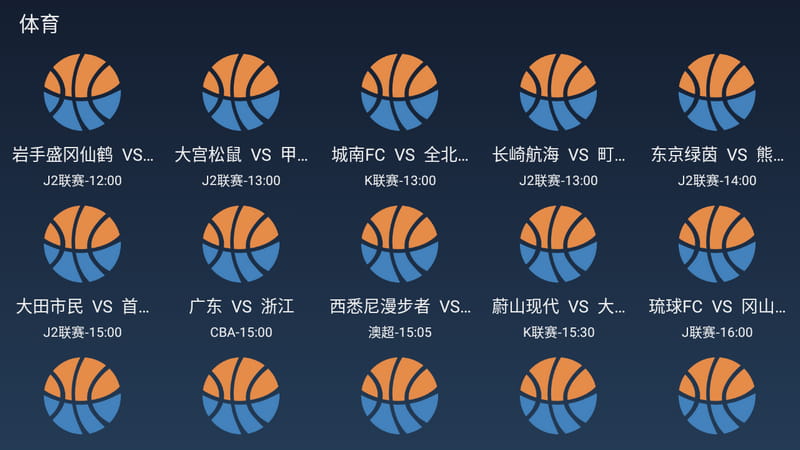 体育
岩手盛冈仙鹤 VS...
大宫松鼠 VS 甲...
城南FC VS 全北...
长崎航海 VS 町...
东京绿茵 VS 熊...
J2联赛-12:00
J2联赛-13:00
K联赛-13:00
J2联赛-13:00
J2联赛-14:00
大田市民 VS 首...
广东 VS 浙江
西悉尼漫步者 VS...
蔚山现代 VS 大...
琉球FC VS 冈山...
J2联赛-15:00
CBA-15:00
澳超-15:05
K联赛-15:30
J联赛-16:00